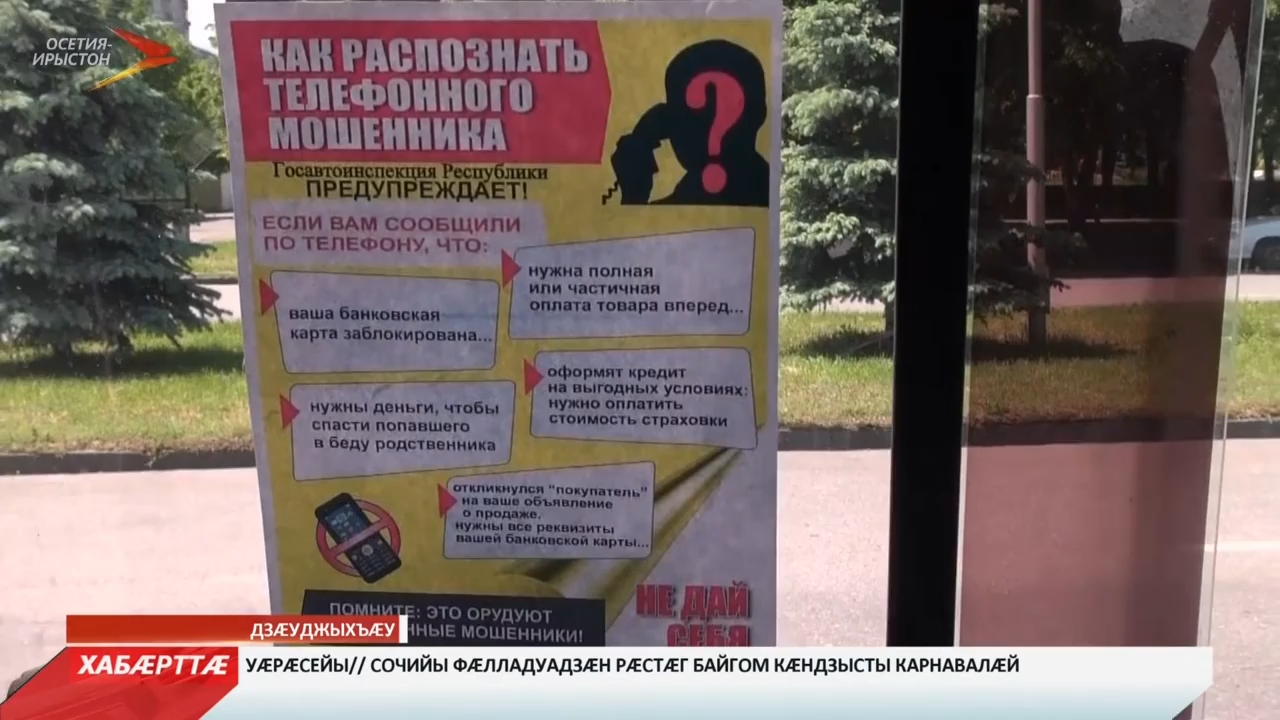 ОСЕТИЯ-
ИРЫСТОН
КАК РАСПОЗНАТЬ
ТЕЛЕФОННОГО
МОШЕННИКА
Госавтоинспекция Республики
ПРЕДУПРЕЖДАЕТ!
ЕСЛИ ВАМ СООБЩИЛИ
ПО ТЕЛЕФОНУ, ЧТО:
ваша банковская
карта заблокирована...
нужна полная
или частичная
оплата товара вперед...
нужны деньги, чтобы
спасти попавшего
в беду родственника
оформят кредит
на выгодных условиях:
нужно оплатить
стоимость страховки
откликнулся "покупатель"
на ваше объявление
о продаже.
нужны все реквизиты
вашей банковской карты...
ПОМНИТЕ: ЭТО ОРУДУЮТ
МОШЕННИКИ!
НЕ ДАЙ
СЕБЯ
ДЗÆУДЖЫХЪÆУ
ХАБÆРТТÆ
УÆРÆСЕЙЫ// СОЧИЙЫ ФÆЛЛАДУАДЗÆН РÆСТÆГ БАЙГОМ КÆНДЗЫСТЫ КАРНАВАЛÆЙ